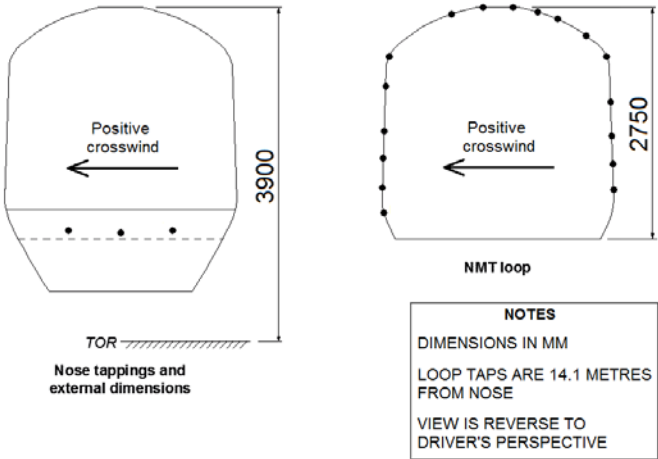 Positive
crosswind
3900
TOR
Nose tappings and
external dimensions
Positive
crosswind
2750
NMT loop
NOTES
DIMENSIONS IN MM
LOOP TAPS ARE 14.1 METRES
FROM NOSE
VIEW IS REVERSE TO
DRIVER'S PERSPECTIVE